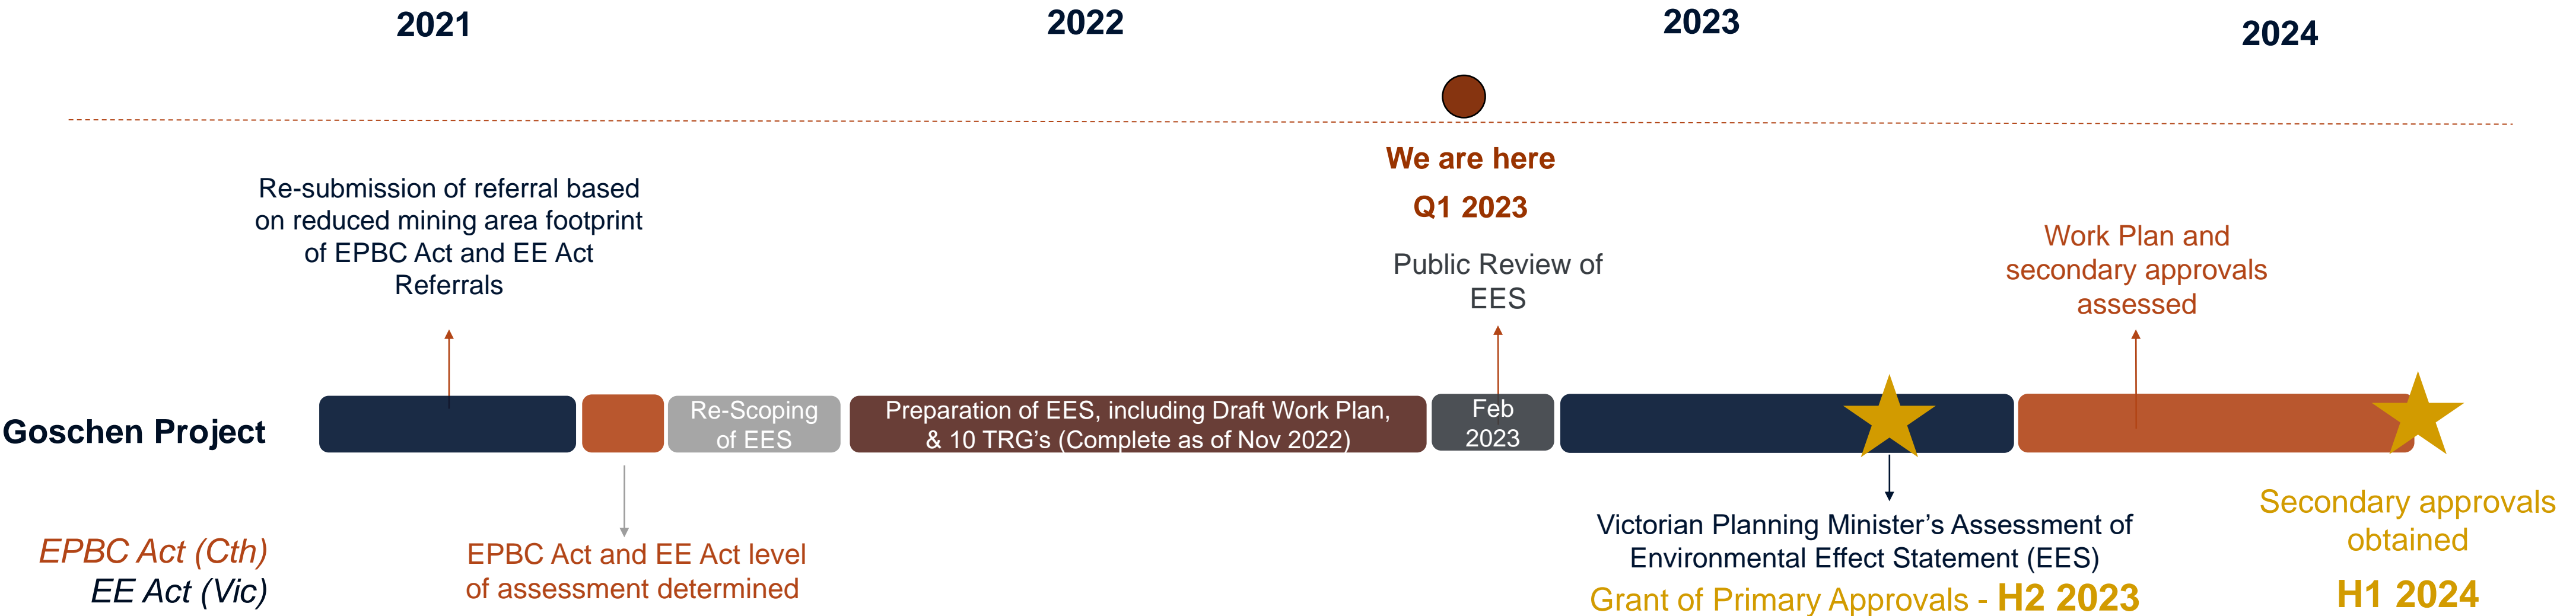 2021
2022
2023
2024
We are here
Q1 2023
Re-submission of referral based
on reduced mining area footprint
of EPBC Act and EE Act
Referrals
Public Review of
EES
Work Plan and
secondary approvals
assessed
Goschen Project
Re-Scoping
of EES
Preparation of EES, including Draft Work Plan,
& 10 TRG's (Complete as of Nov 2022)
Feb
2023
EPBC Act (Cth)
EE Act (Vic)
EPBC Act and EE Act level
of assessment determined
Victorian Planning Minister’s Assessment of
Environmental Effect Statement (EES)
Grant of Primary Approvals - H2 2023
Secondary approvals
obtained
H1 2024